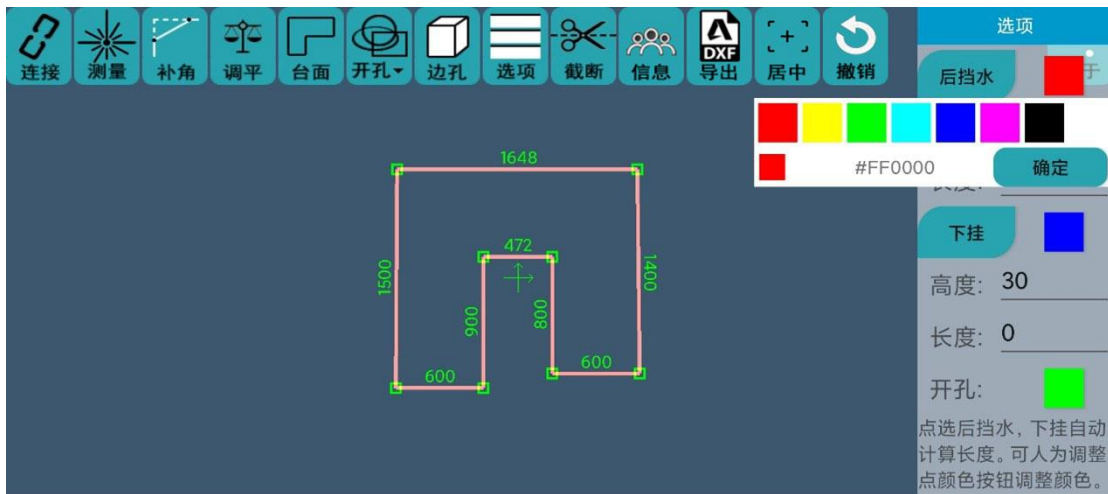 连接 测量 补角 调平 台面 开孔 边孔 选项 截断 信息 DXF 导出 居中 撤销
选项
后挡水
#FF0000 确定
下挂
高度: 30
长度: 0
开孔:
点选后挡水，下挂自动
计算长度。可人为调整
点颜色按钮调整颜色。
1648
472
1500
1400
900
800
600
600